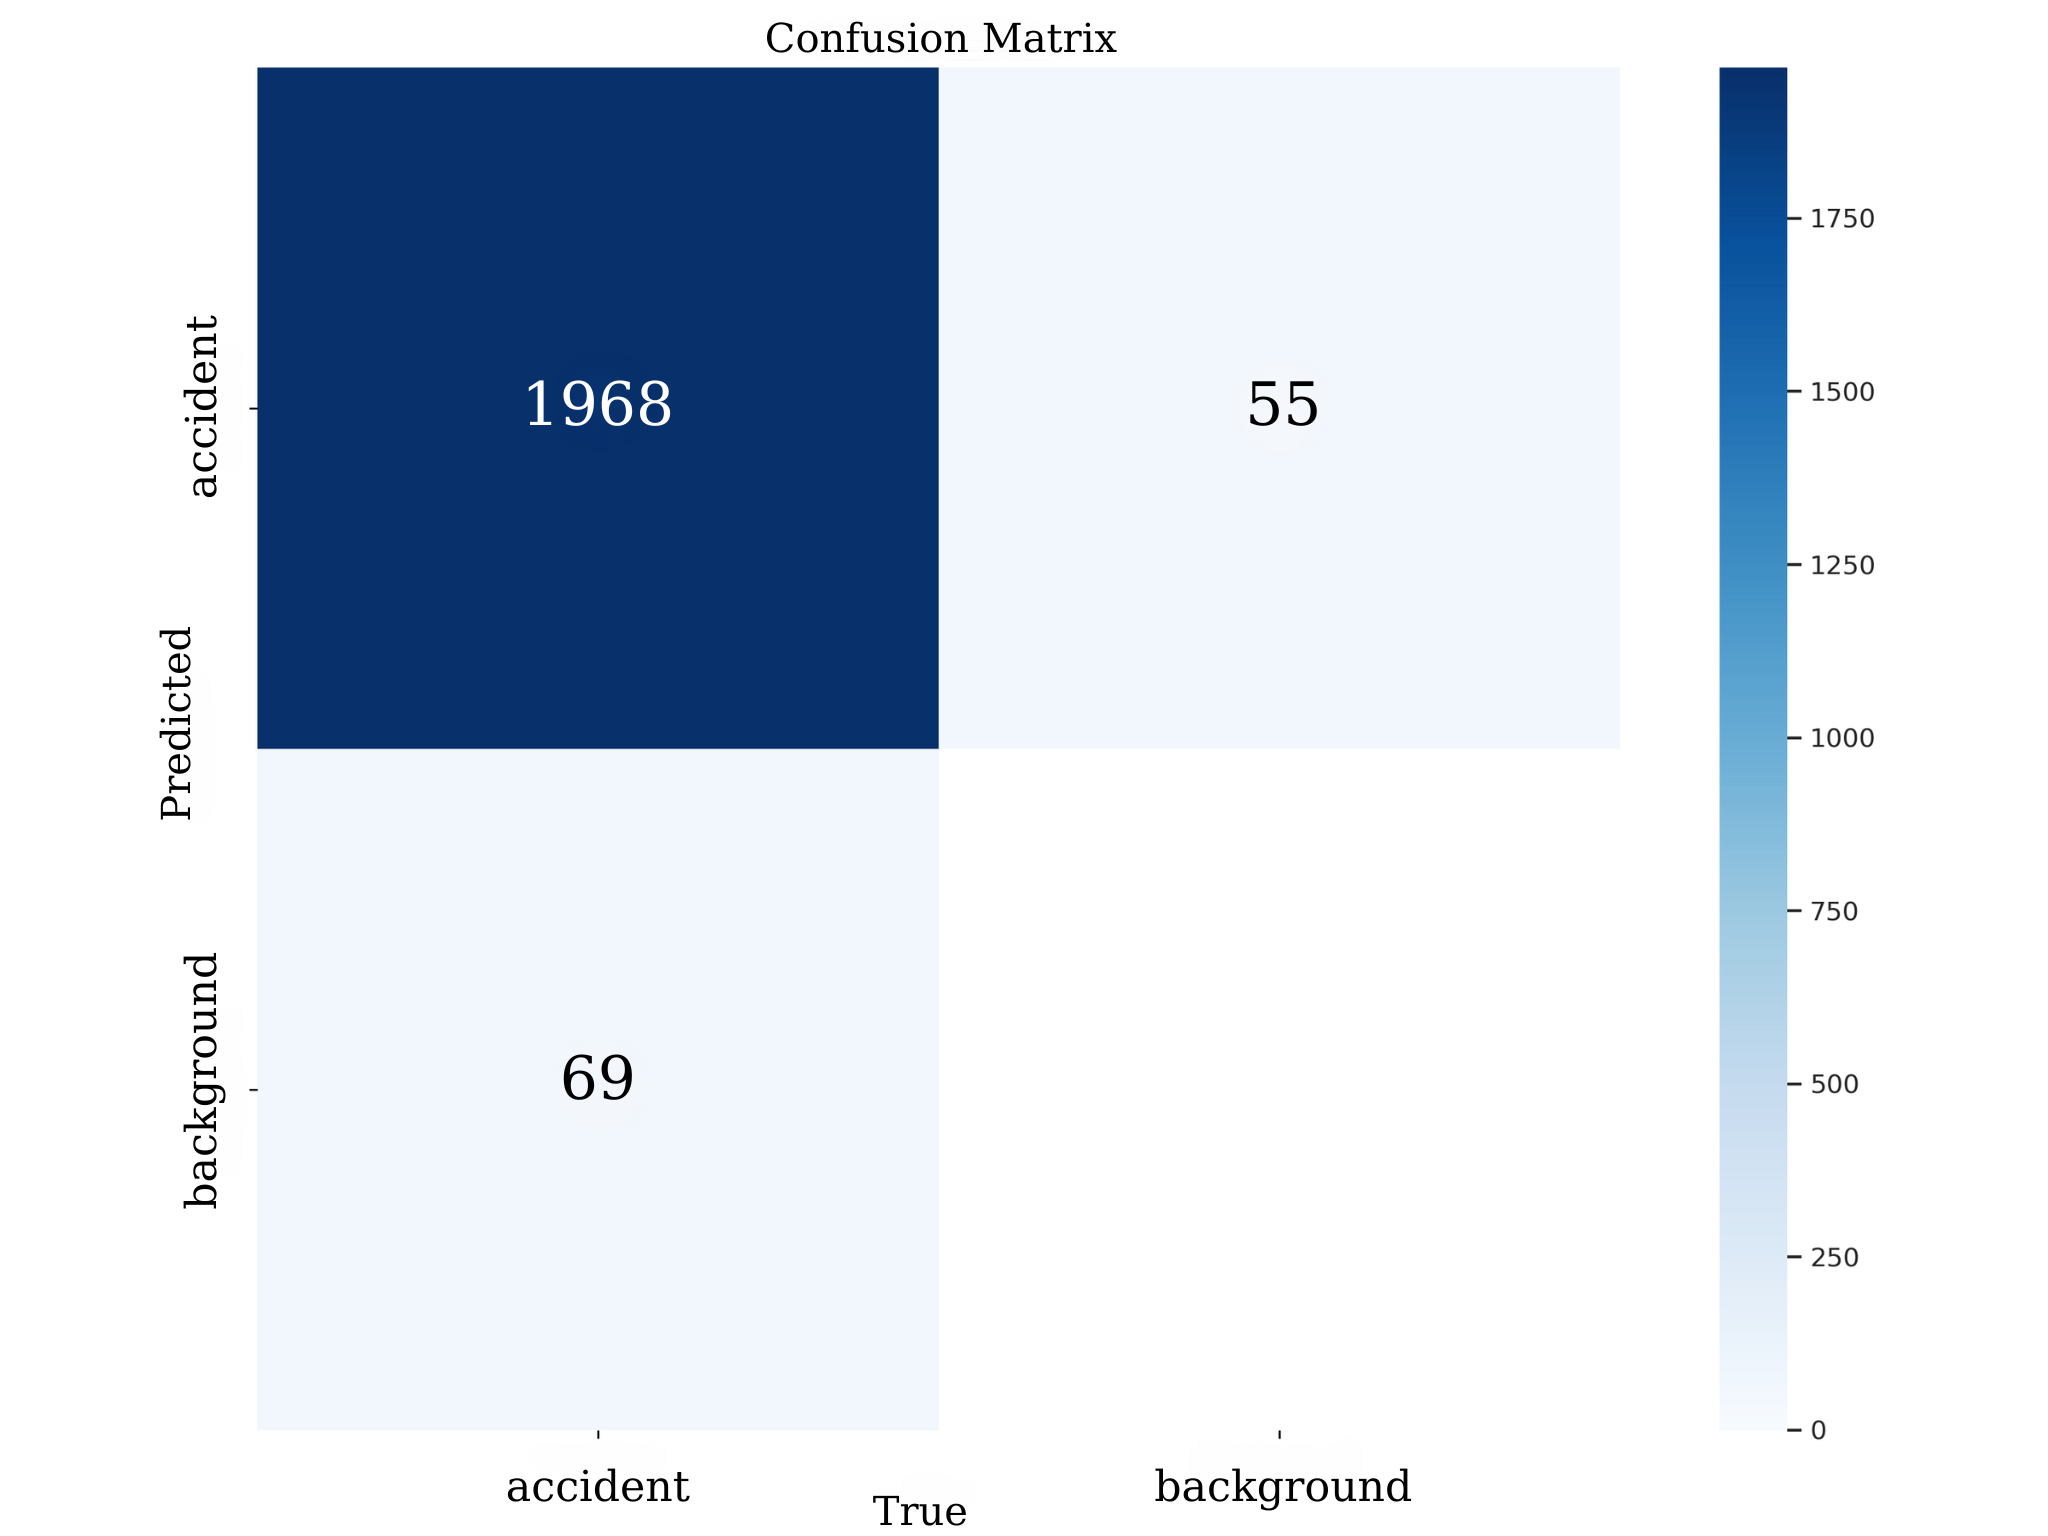 Confusion Matrix
Predicted
accident
background
1968
55
69
accident
background
True
1750
1500
1250
1000
750
500
250
0